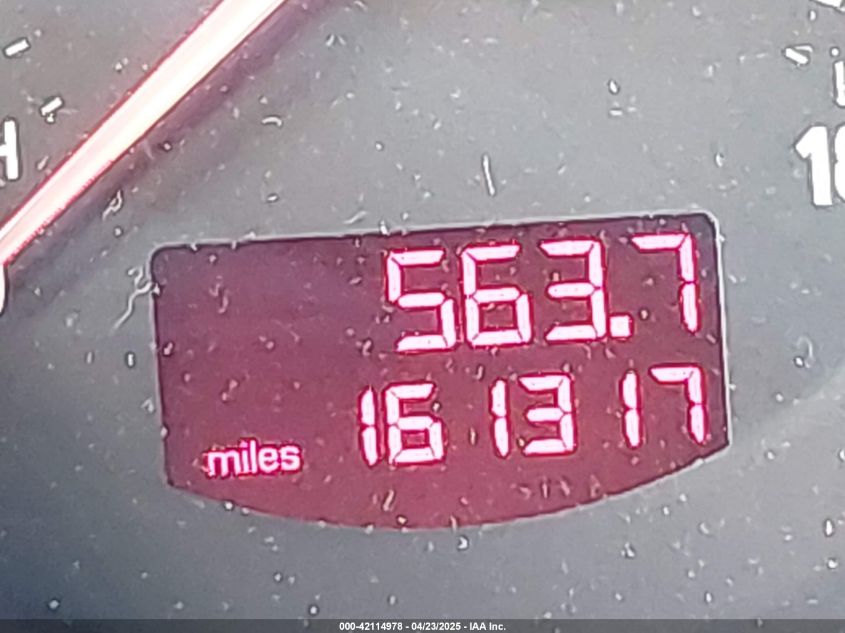 H
563.7
miles 161317
000-42114978 - 04/23/2025 - IAA Inc.